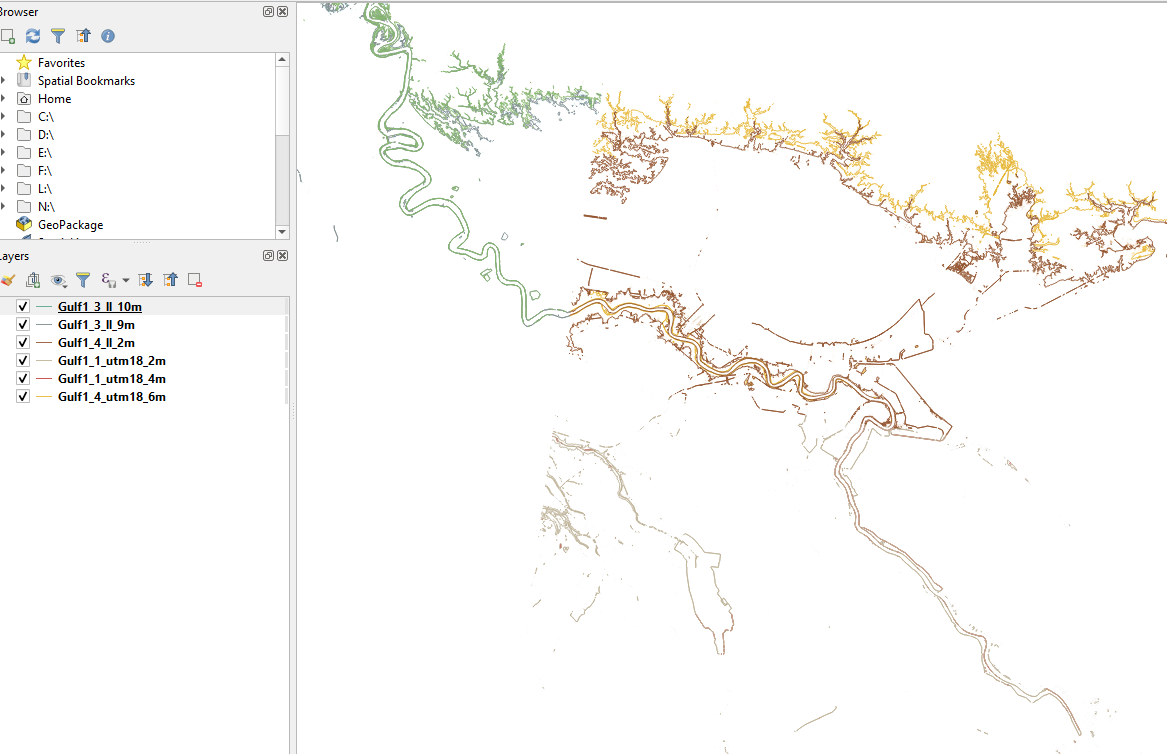 Browser
Favorites
Spatial Bookmarks
Home
C:\
D:\
E:\
F:\
L:\
N:\
GeoPackage
Layers
Gulf1_3_ll_10m
Gulf1_3_ll_9m
Gulf1_4_ll_2m
Gulf1_1_utm18_2m
Gulf1_1_utm18_4m
Gulf1_4_utm18_6m